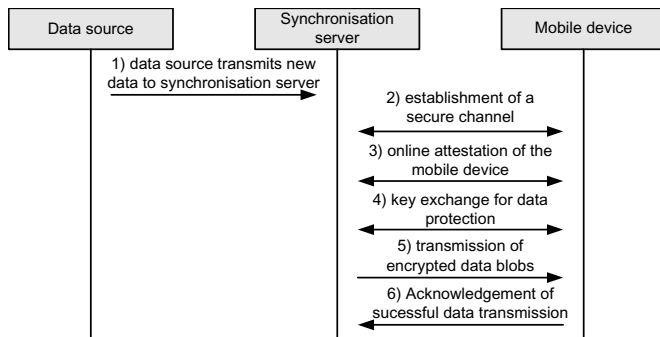 Data source
Synchronisation
server
Mobile device
1) data source transmits new
data to synchronisation server
2) establishment of a
secure channel
3) online attestation of the
mobile device
4) key exchange for data
protection
5) transmission of
encrypted data blobs
6) Acknowledgement of
sucessful data transmission